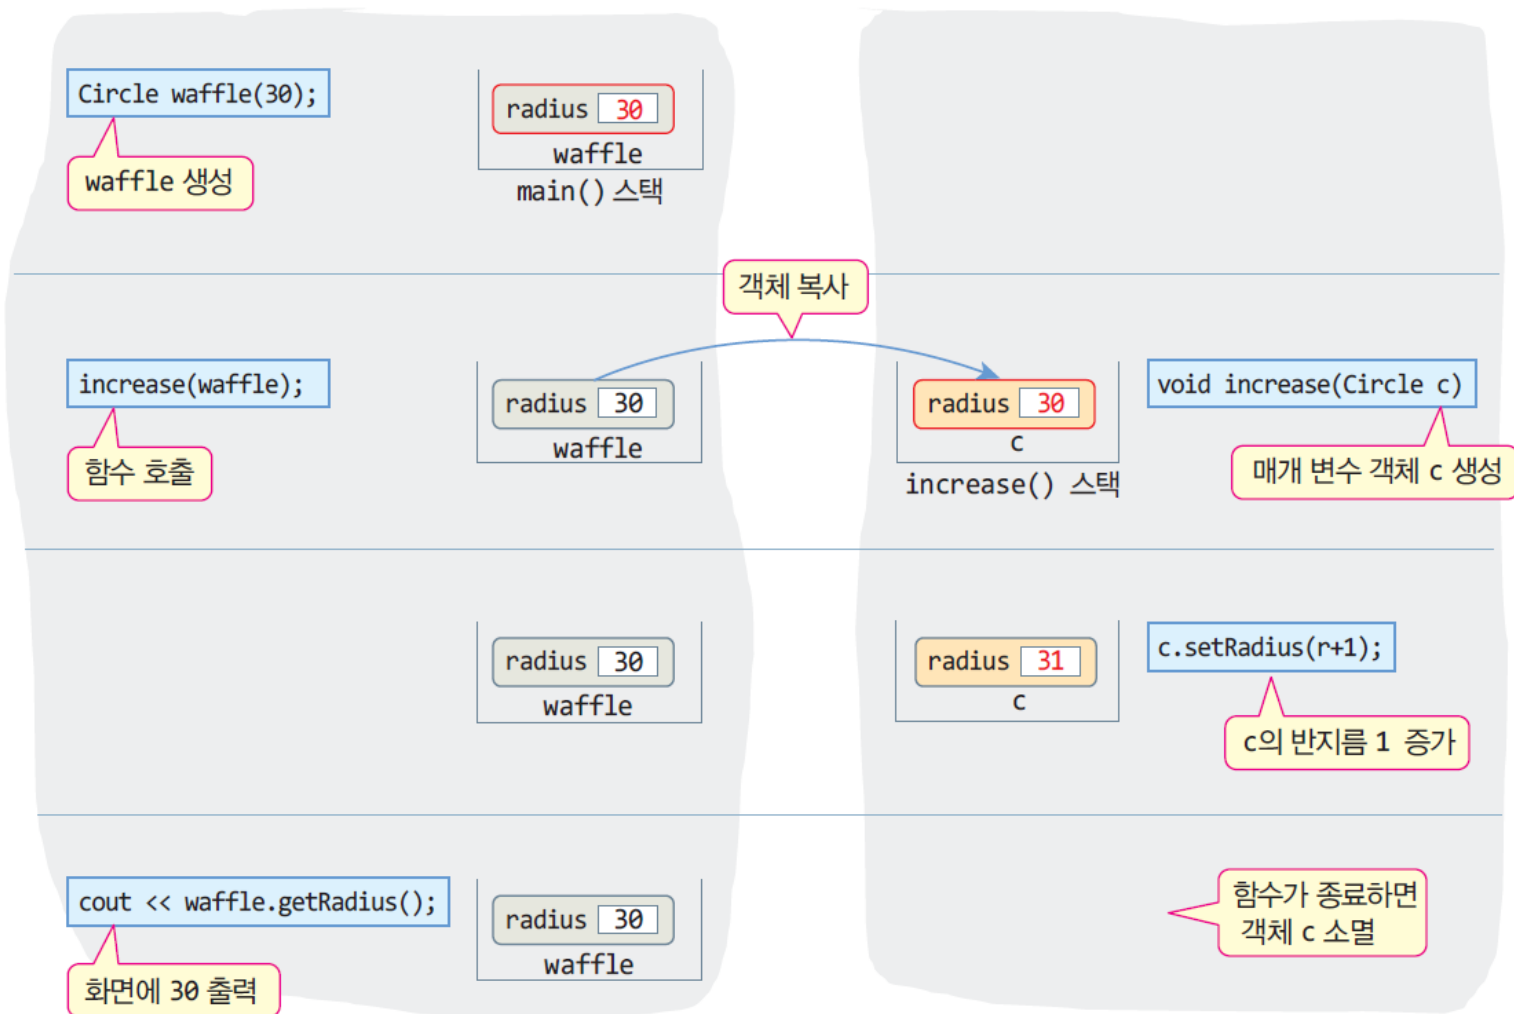 Circle waffle(30);
radius 30
waffle 생성
waffle
main() 스택
객체 복사
increase(waffle);
radius 30
radius 30
void increase(Circle c)
함수 호출
waffle
c
매개 변수 객체 c 생성
increase() 스택
radius 30
radius 31
c.setRadius(r+1);
waffle
c
c의 반지름 1 증가
cout << waffle.getRadius();
radius 30
함수가 종료하면
객체 c 소멸
waffle
화면에 30 출력